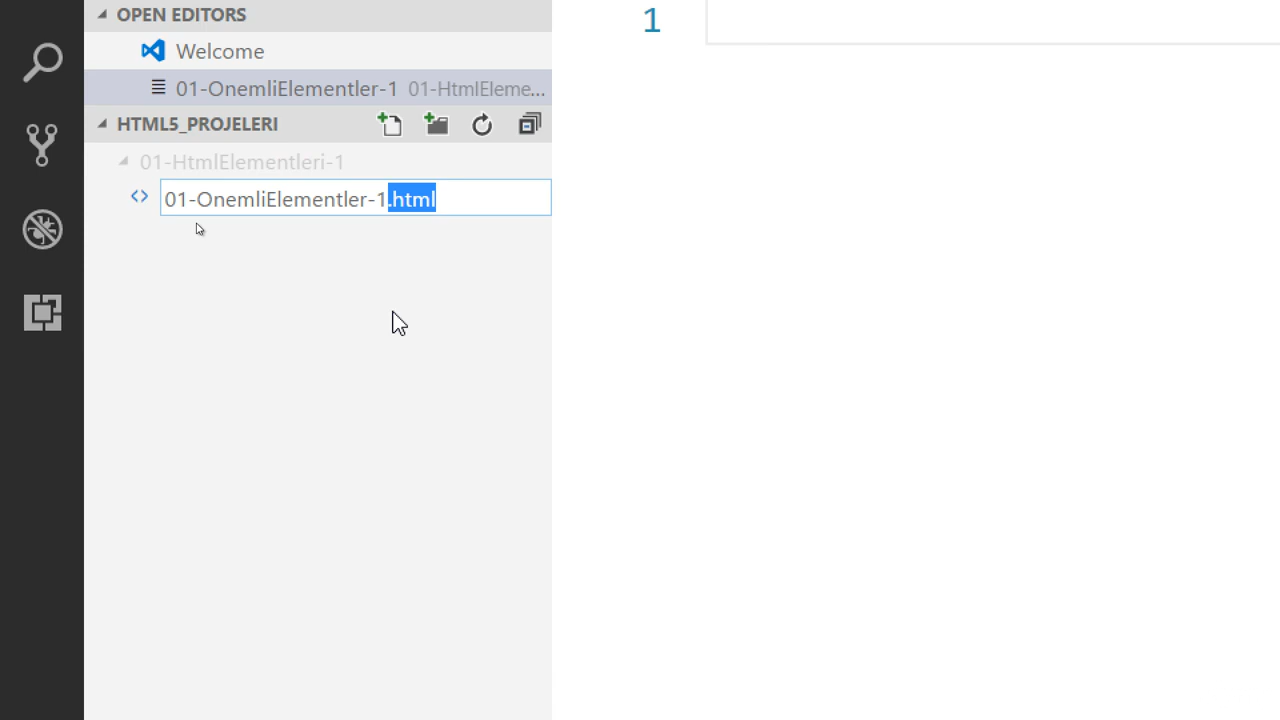 OPEN EDITORS
Welcome
01-OnemliElementler-1 01-HtmlEleme...
HTML5_PROJELERI
01-HtmlElementleri-1
01-OnemliElementler-1.html
1